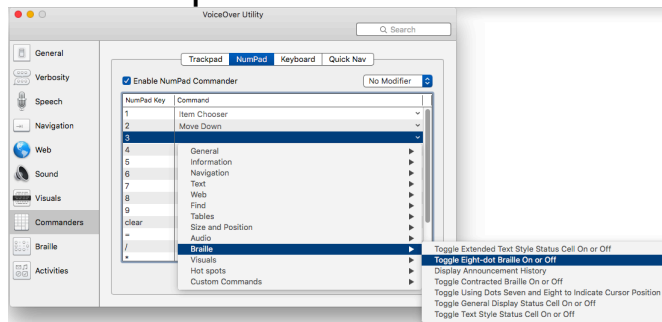 VoiceOver Utility
Search
General
Verbosity
Speech
Navigation
Web
Sound
Visuals
Commanders
Braille
Activities
Trackpad NumPad Keyboard Quick Nav
Enable NumPad Commander No Modifier
NumPad Key Command
1 Item Chooser
2 Move Down
3
4
5
6
7
8
9
clear
=
/
*
General
Information
Navigation
Text
Web
Find
Tables
Size and Position
Audio
Braille
Visuals
Hot spots
Custom Commands
Toggle Extended Text Style Status Cell On or Off
Toggle Eight-dot Braille On or Off
Display Announcement History
Toggle Contracted Braille On or Off
Toggle Using Dots Seven and Eight to Indicate Cursor Position
Toggle General Display Status Cell On or Off
Toggle Text Style Status Cell On or Off